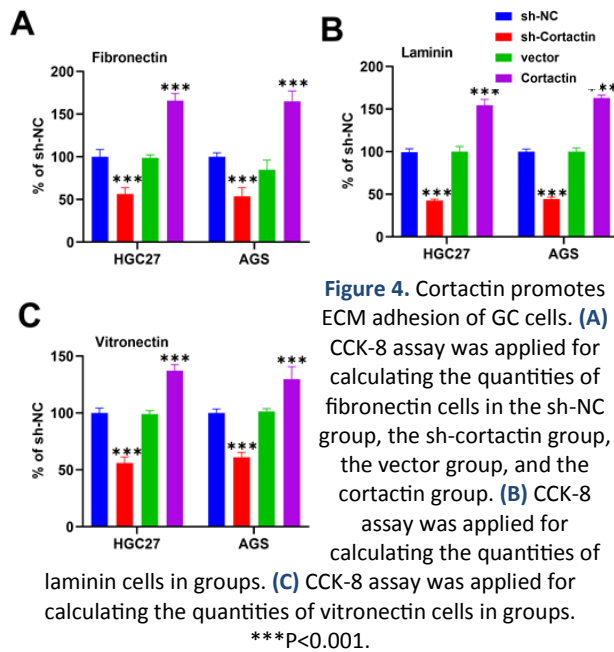 A
Fibronectin
% of sh-NC
200
150
100
50
0
***
***
***
***
HGC27
AGS
B
Laminin
sh-NC
sh-Cortactin
vector
Cortactin
% of sh-NC
200
150
100
50
0
***
***
***
HGC27
AGS
C
Vitronectin
% of sh-NC
150
100
50
0
***
***
***
***
HGC27
AGS
Figure 4. Cortactin promotes
ECM adhesion of GC cells. (A)
CCK-8 assay was applied for
calculating the quantities of
fibronectin cells in the sh-NC
group, the sh-cortactin group,
the vector group, and the
cortactin group. (B) CCK-8
assay was applied for
calculating the quantities of
laminin cells in groups. (C) CCK-8 assay was applied for
calculating the quantities of vitronectin cells in groups.
***P<0.001.